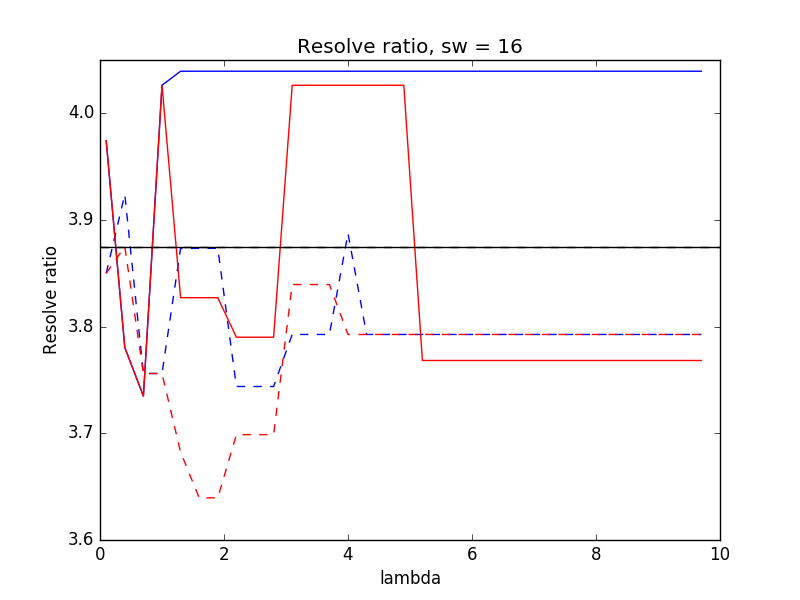 Resolve ratio, sw = 16
Resolve ratio
4.0
3.9
3.8
3.7
3.6
0 2 4 6 8 10
lambda